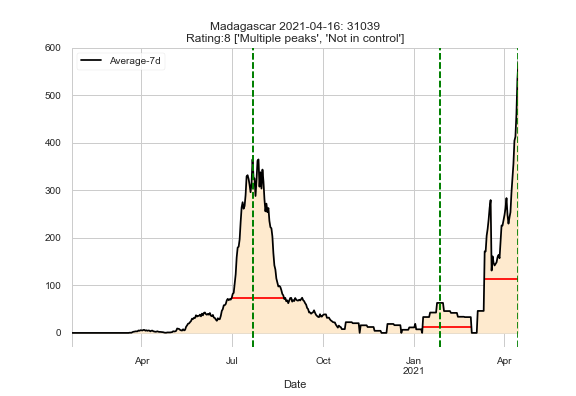 Madagascar 2021-04-16: 31039
Rating:8 ['Multiple peaks', 'Not in control']
600
Average-7d
500
400
300
200
100
0
Apr Jul Oct Jan Apr
2021
Date